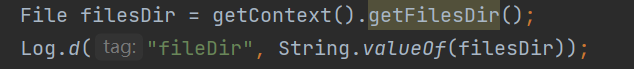 File filesDir = getContext().getFilesDir();
Log.d( tag: "fileDir", String.valueOf(filesDir));